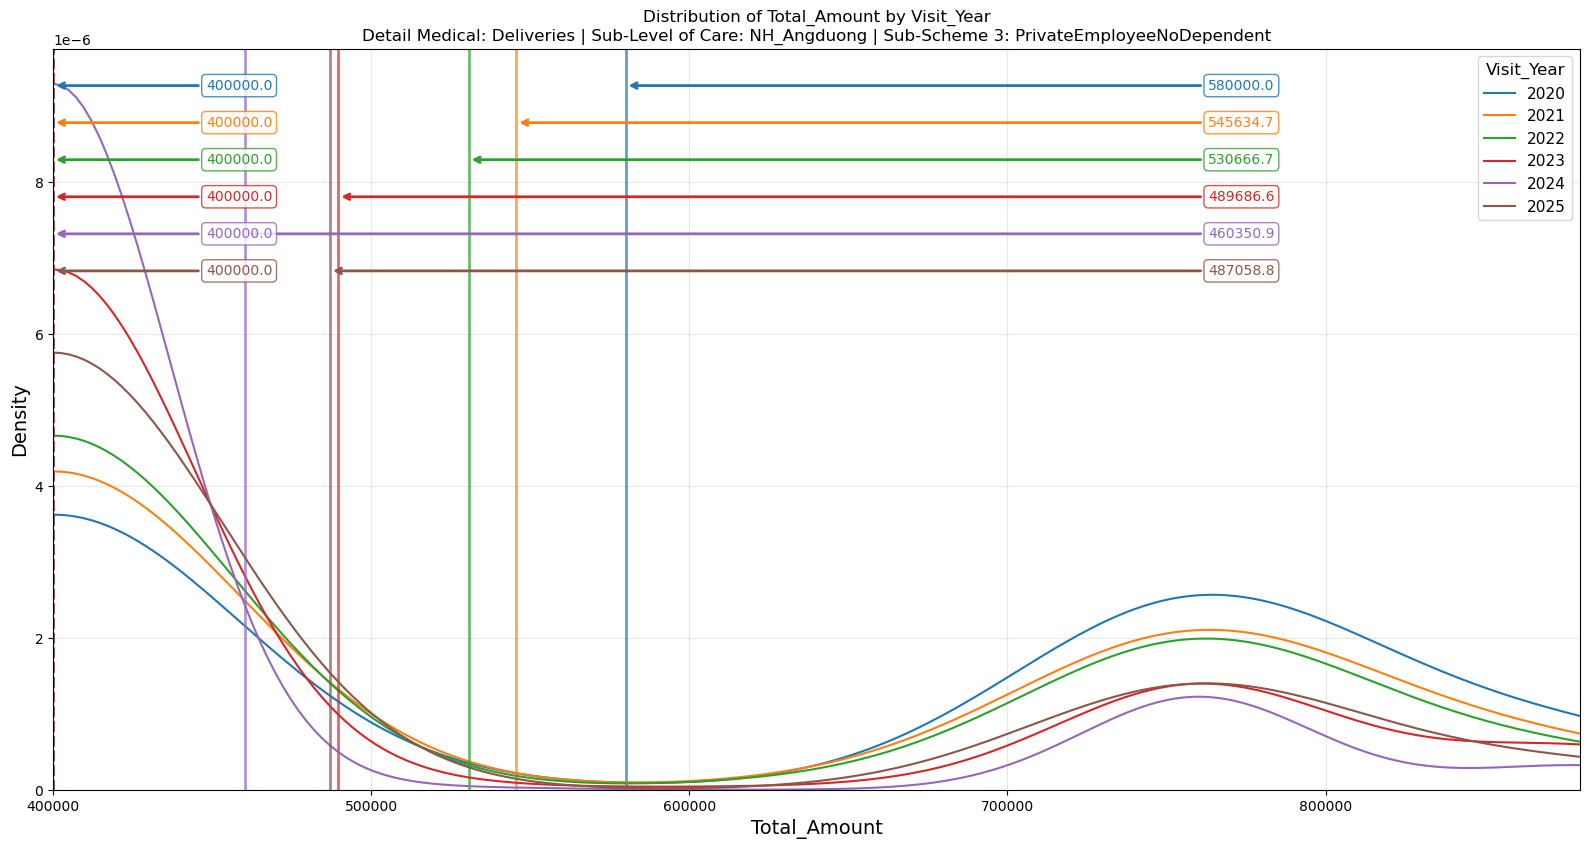 Distribution of Total_Amount by Visit_Year
Detail Medical: Deliveries | Sub-Level of Care: NH_Angduong | Sub-Scheme 3: PrivateEmployeeNoDependent
1e−6
Visit_Year
2020
2021
2022
2023
2024
2025
400000.0 580000.0
400000.0 545634.7
400000.0 530666.7
400000.0 489686.6
400000.0 460350.9
400000.0 487058.8
8
6
4
2
0
Density
400000 500000 600000 700000 800000
Total_Amount